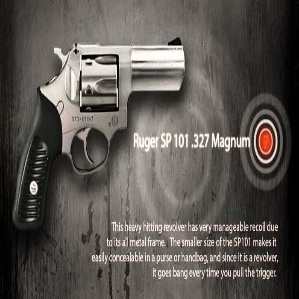 Ruger SP 101 .327 Magnum
This heavy hitting revolver has very manageable recoil due
to its all metal frame.  The smaller size of the SP101 makes it
easily concealable in a purse or handbag, and since it is a revolver,
it goes bang every time you pull the trigger.